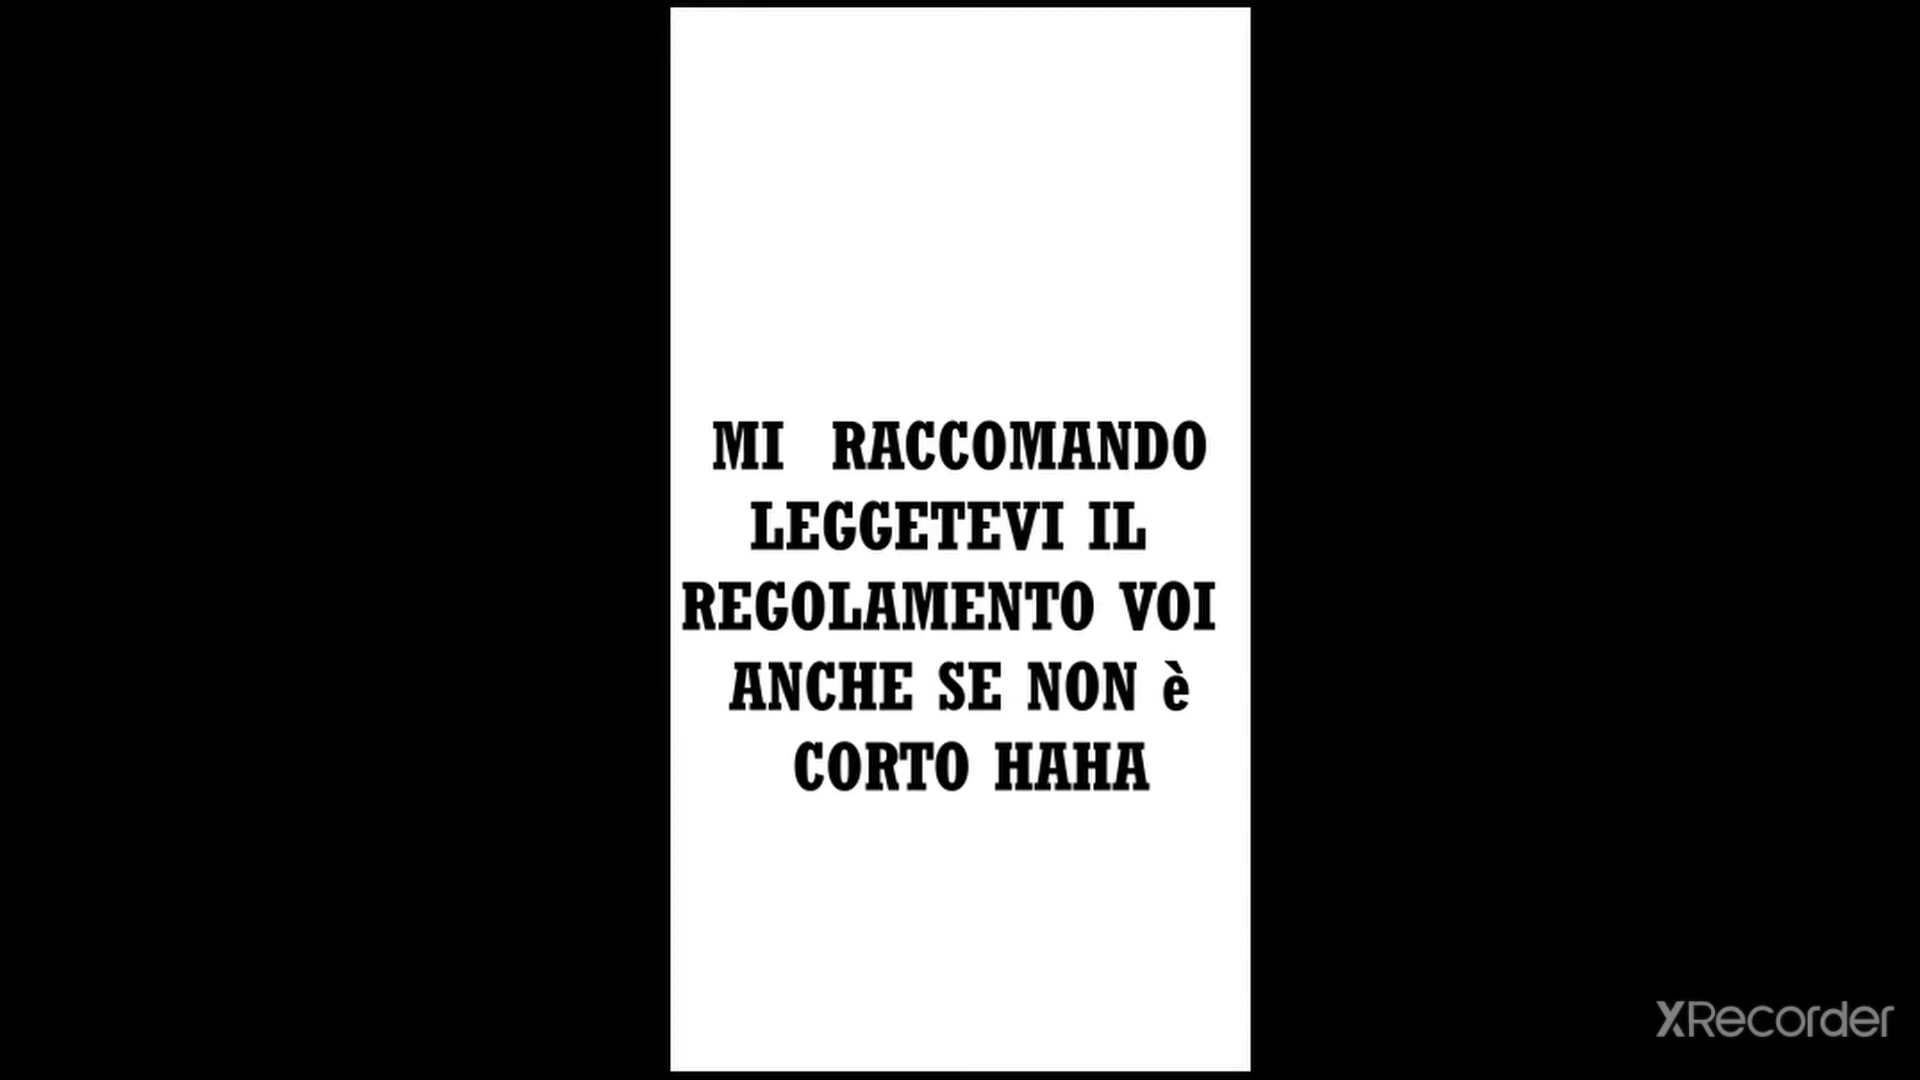 MI RACCOMANDO
LEGGETEVI IL
REGOLAMENTO VOI
ANCHE SE NON è
CORTO HAHA
XRecorder